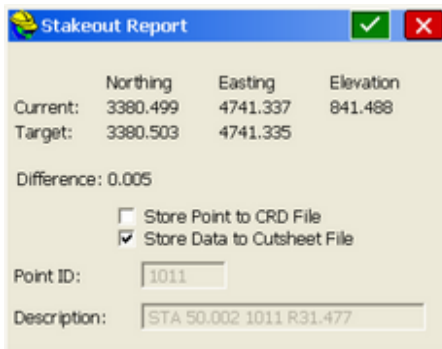 Stakeout Report
Northing Easting Elevation
Current: 3380.499 4741.337 841.488
Target: 3380.503 4741.335
Difference: 0.005
Store Point to CRD File
Store Data to Cutsheet File
Point ID: 1011
Description: STA 50.002 1011 R31.477